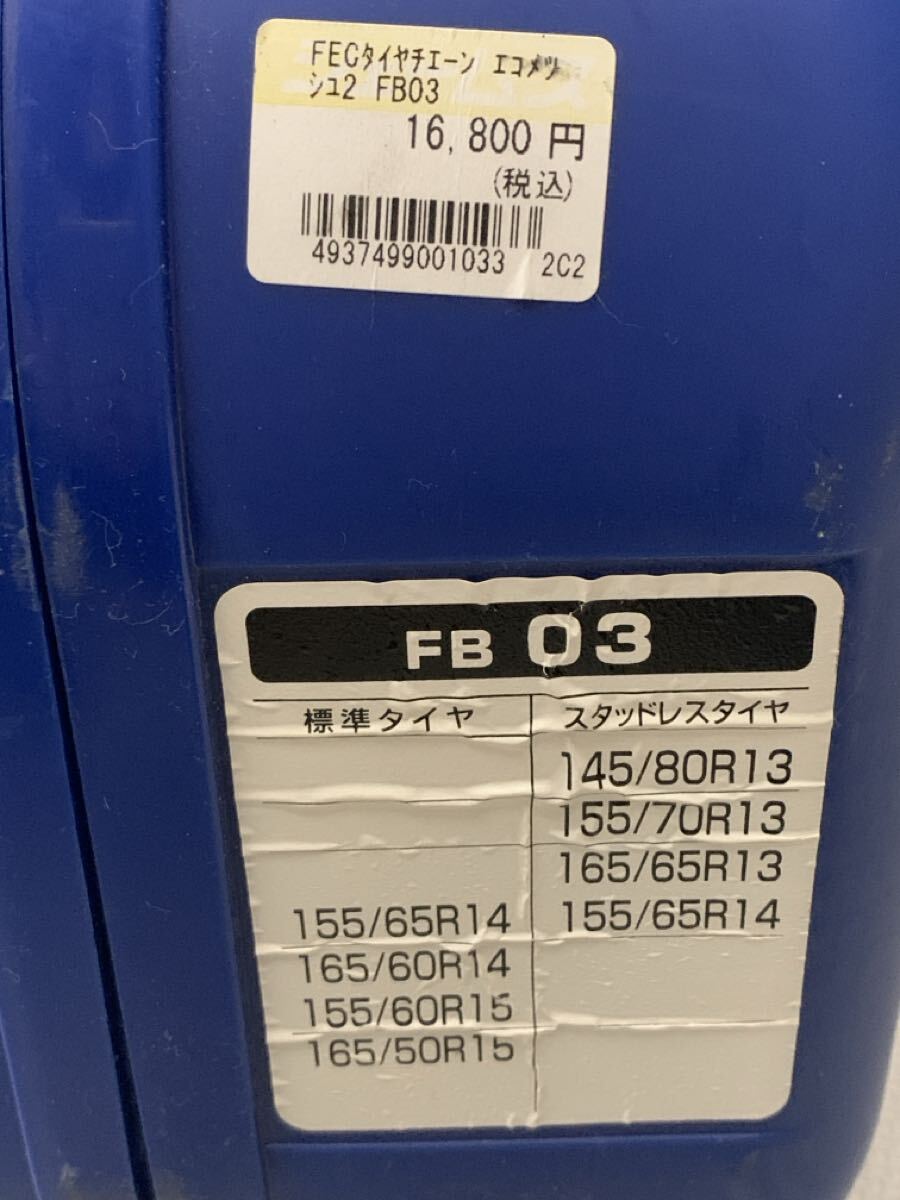 FECﾀｲﾔﾁｴｰﾝ ｴｺﾒﾂ
ｼﾕ2 FB03
16,800 円
(税込)
4937499001033 2C2
FB 03
標準タイヤ スタッドレスタイヤ
145/80R13
155/70R13
165/65R13
155/65R14 155/65R14
165/60R14
155/60R15
165/50R15